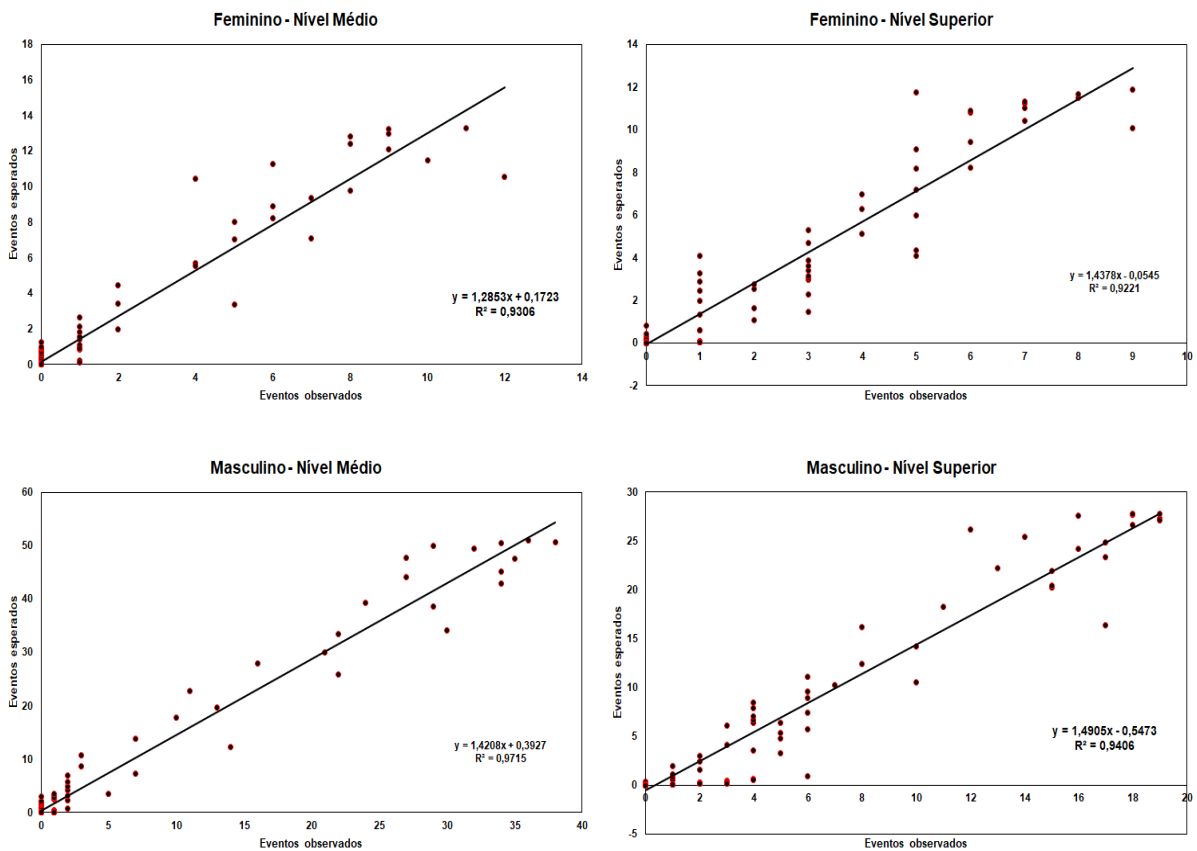 Feminino - Nível Médio
18
16
14
12
10
8
6
4
2
0
Eventos esperados
y = 1,2853x + 0,1723
R² = 0,9306
0 2 4 6 8 10 12 14
Eventos observados
Feminino - Nível Superior
14
12
10
8
6
4
2
0
-2
Eventos esperados
y = 1,4378x - 0,0545
R² = 0,9221
0 1 2 3 4 5 6 7 8 9 10
Eventos observados
Masculino - Nível Médio
60
50
40
30
20
10
0
Eventos esperados
y = 1,4208x + 0,3927
R² = 0,9715
0 5 10 15 20 25 30 35 40
Eventos observados
Masculino - Nível Superior
30
25
20
15
10
5
0
-5
Eventos esperados
y = 1,4905x - 0,5473
R² = 0,9406
0 2 4 6 8 10 12 14 16 18 20
Eventos observados